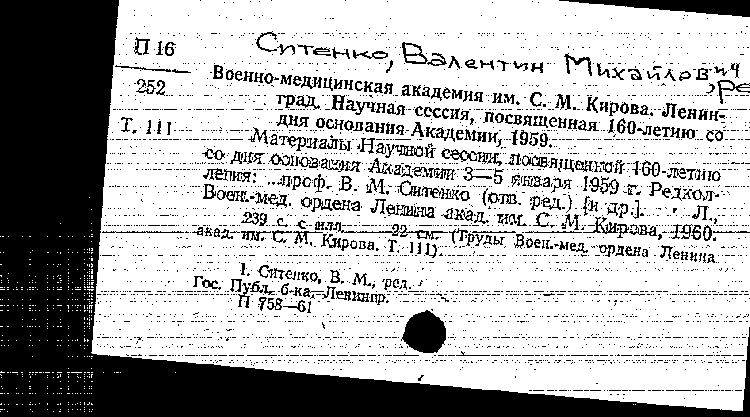 П 16
252
Т. 111
Ситенко, Валентин Михайлович, ре
Военно-медицинская академия им. С. М. Кирова. Ленин-
град. Научная сессия, посвященная 160-летию со
дня основания Академии, 1959.
Материалы Научной сессии, посвященной 160-летию
со дня основания Академии 3—5 января 1959 г. Редкол-
легия: ...проф. В. М. Ситенко (отв. ред.) [и др.]. Л.,
Воен.-мед. ордена Ленина акад. им. С. М. Кирова, 1960.
239 с. с илл. 22 см. (Труды Воен.-мед. ордена Ленина
акад. им. С. М. Кирова. Т. 111).
1. Ситенко, В. М., ред.
Гос. Публ. б-ка. Ленингр.
П 758—61